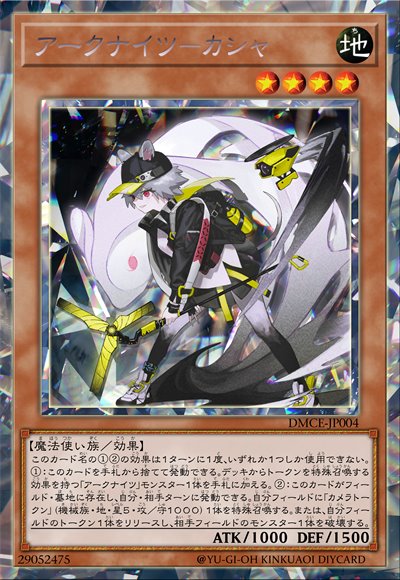 アークナイツーカシャ
ち
地
DMCE-JP004
【魔法使い族/効果】
このカード名の①②の効果は1ターンに1度、いずれか1つしか使用できない。
①:このカードを手札から捨てて発動できる。デッキからトークンを特殊召喚する
効果を持つ「アークナイツ」モンスター1体を手札に加える。②:このカードがフィ
ールド・墓地に存在し、自分・相手ターンに発動できる。自分フィールドに「カメラトー
クン」(機械族・地・星5・攻/守1000)1体を特殊召喚する。または、自分フィー
ルドのトークン1体をリリースし、相手フィールドのモンスター1体を破壊する。
ATK/1000 DEF/1500
29052475
©YU-GI-OH KINKUAOI DIYCARD